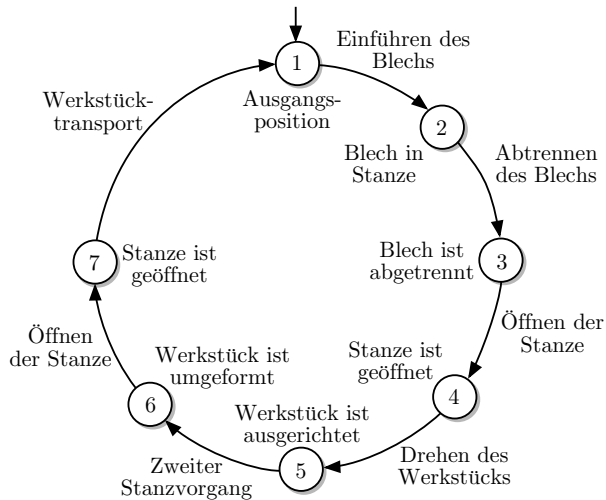 1
Ausgangs-
position
Einführen des
Blechs
2
Blech in
Stanze
Abtrennen
des Blechs
3
Blech ist
abgetrennt
Öffnen der
Stanze
4
Stanze ist
geöffnet
Drehen des
Werkstücks
5
Werkstück ist
ausgerichtet
Zweiter
Stanzvorgang
6
Werkstück ist
umgeformt
Öffnen
der Stanze
7
Stanze ist
geöffnet
Werkstück-
transport